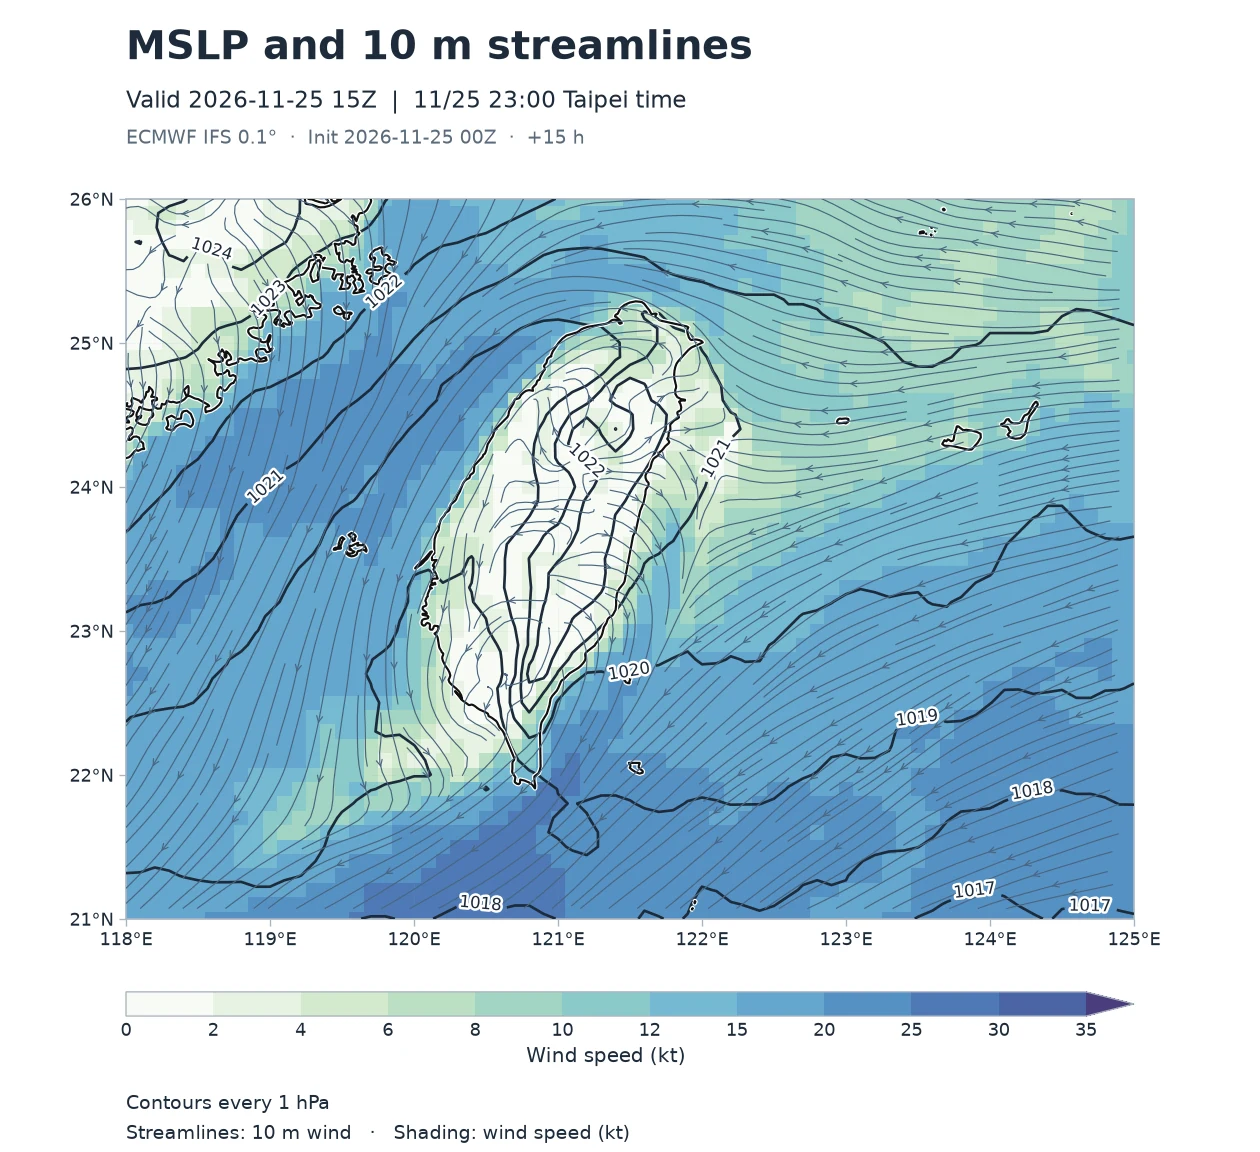 MSLP and 10 m streamlines
Valid 2026-11-25 15Z | 11/25 23:00 Taipei time
ECMWF IFS 0.1° · Init 2026-11-25 00Z · +15 h
26°N
1024
1023
1022
25°N
1022
1021
24°N
1021
23°N
1020
1019
22°N
1018
1018
1017
1017
21°N
118°E 119°E 120°E 121°E 122°E 123°E 124°E 125°E
0 2 4 6 8 10 12 15 20 25 30 35
Wind speed (kt)
Contours every 1 hPa
Streamlines: 10 m wind · Shading: wind speed (kt)